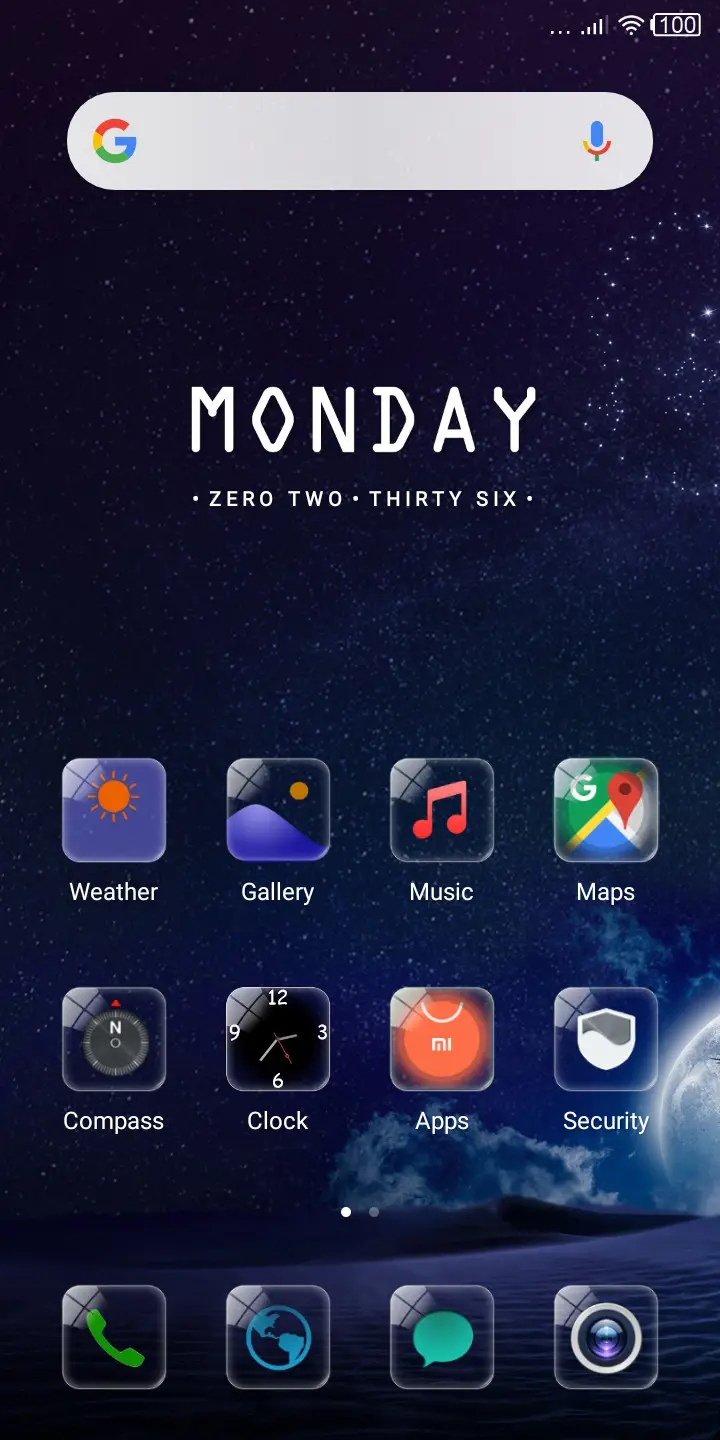 ... 100
G
MONDAY
• ZERO TWO • THIRTY SIX •
G
Weather Gallery Music Maps
N
12
9 3
6
mi
Compass Clock Apps Security